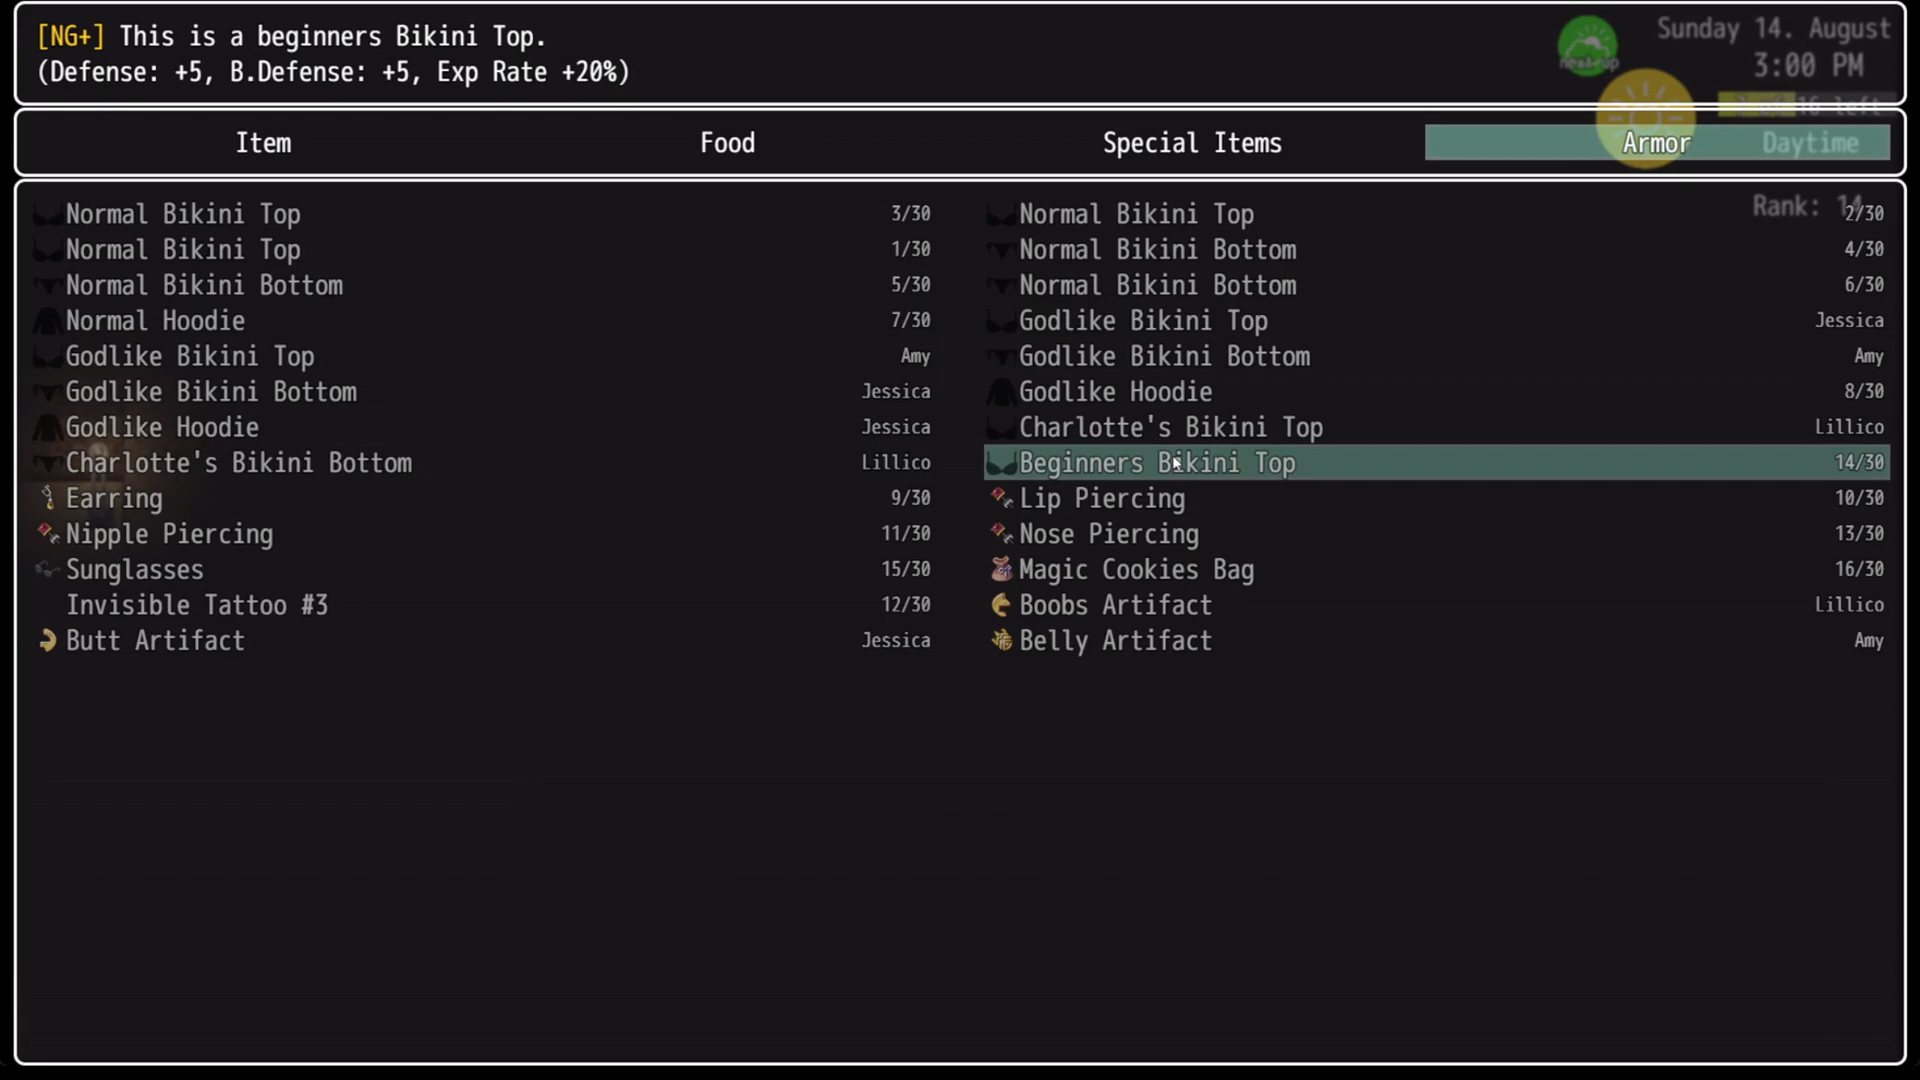 [NG+] This is a beginners Bikini Top.
(Defense: +5, B.Defense: +5, Exp Rate +20%)
next up
Sunday 14. August
3:00 PM
16 left
Item Food Special Items Armor Daytime
Rank: 14
Normal Bikini Top 3/30 Normal Bikini Top 2/30
Normal Bikini Top 1/30 Normal Bikini Bottom 4/30
Normal Bikini Bottom 5/30 Normal Bikini Bottom 6/30
Normal Hoodie 7/30 Godlike Bikini Top Jessica
Godlike Bikini Top Amy Godlike Bikini Bottom Amy
Godlike Bikini Bottom Jessica Godlike Hoodie 8/30
Godlike Hoodie Jessica Charlotte's Bikini Top Lillico
Charlotte's Bikini Bottom Lillico Beginners Bikini Top 14/30
Earring 9/30 Lip Piercing 10/30
Nipple Piercing 11/30 Nose Piercing 13/30
Sunglasses 15/30 Magic Cookies Bag 16/30
Invisible Tattoo #3 12/30 Boobs Artifact Lillico
Butt Artifact Jessica Belly Artifact Amy